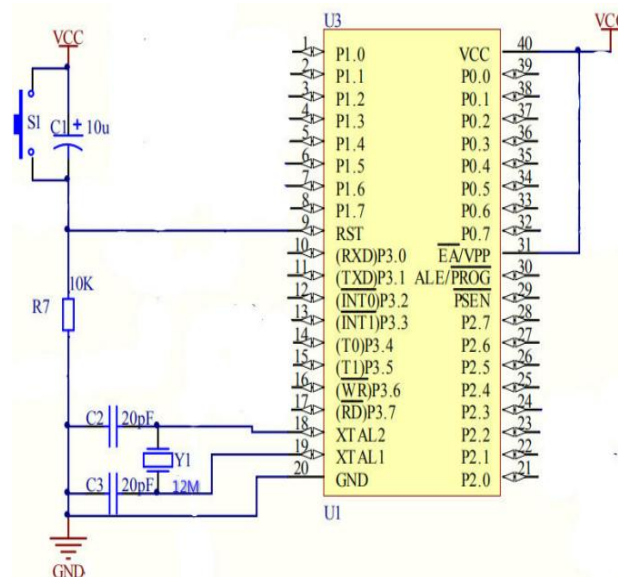 VCC
S1
C1
+
10u
10K
R7
C2
20pF
Y1
C3
20pF
12M
GND
U3
1 P1.0
2 P1.1
3 P1.2
4 P1.3
5 P1.4
6 P1.5
7 P1.6
8 P1.7
9 RST
10 (RXD)P3.0
11 (TXD)P3.1
12 (INT0)P3.2
13 (INT1)P3.3
14 (T0)P3.4
15 (T1)P3.5
16 (WR)P3.6
17 (RD)P3.7
18 XTAL2
19 XTAL1
20 GND
VCC 40
P0.0 39
P0.1 38
P0.2 37
P0.3 36
P0.4 35
P0.5 34
P0.6 33
P0.7 32
EA/VPP 31
ALE/PROG 30
PSEN 29
P2.7 28
P2.6 27
P2.5 26
P2.4 25
P2.3 24
P2.2 23
P2.1 22
P2.0 21
U1